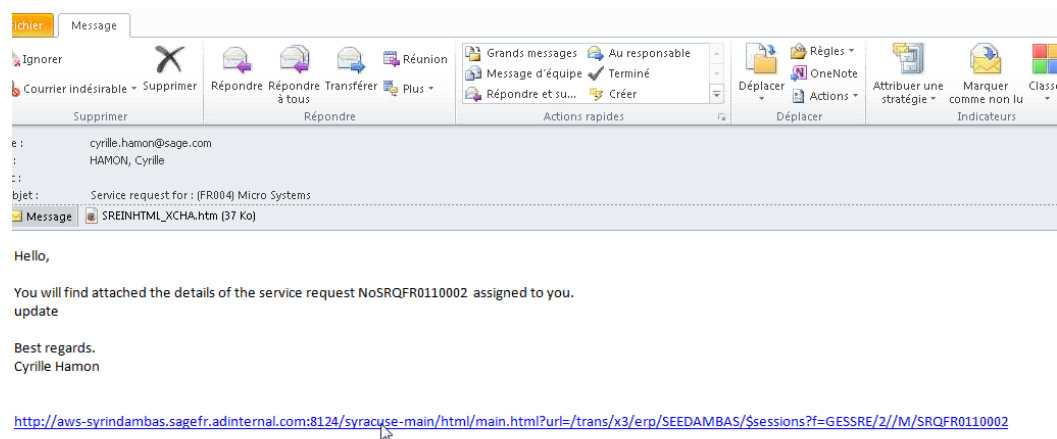 Fichier Message
Ignorer
Courrier indésirable
Supprimer
Supprimer
Répondre Répondre à tous Transférer
Réunion
Plus
Répondre
Grands messages Au responsable
Message d'équipe Terminé
Répondre et su... Créer
Actions rapides
Déplacer
Règles
OneNote
Actions
Déplacer
Attribuer une stratégie
Marquer comme non lu
Classe
Indicateurs
e : cyrille.hamon@sage.com
: HAMON, Cyrille
c :
bjet : Service request for : (FR004) Micro Systems
Message SREINHTML_XCHA.htm (37 Ko)
Hello,
You will find attached the details of the service request NoSRQFR0110002 assigned to you.
update
Best regards.
Cyrille Hamon
http://aws-syrindambas.sagefr.adinternal.com:8124/syracuse-main/html/main.html?url=/trans/x3/erp/SEEDAMBAS/$sessions?f=GESSRE/2//M/SRQFR0110002